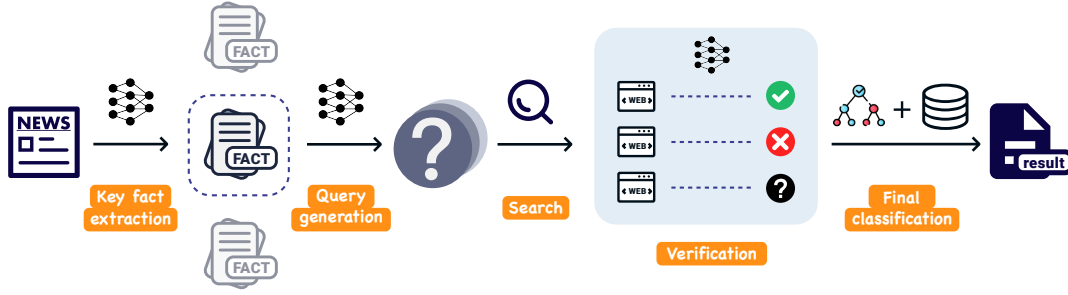 FACT
NEWS
FACT
Key fact
extraction
Query
generation
Search
WEB
WEB
WEB
Verification
Final
classification
result
FACT